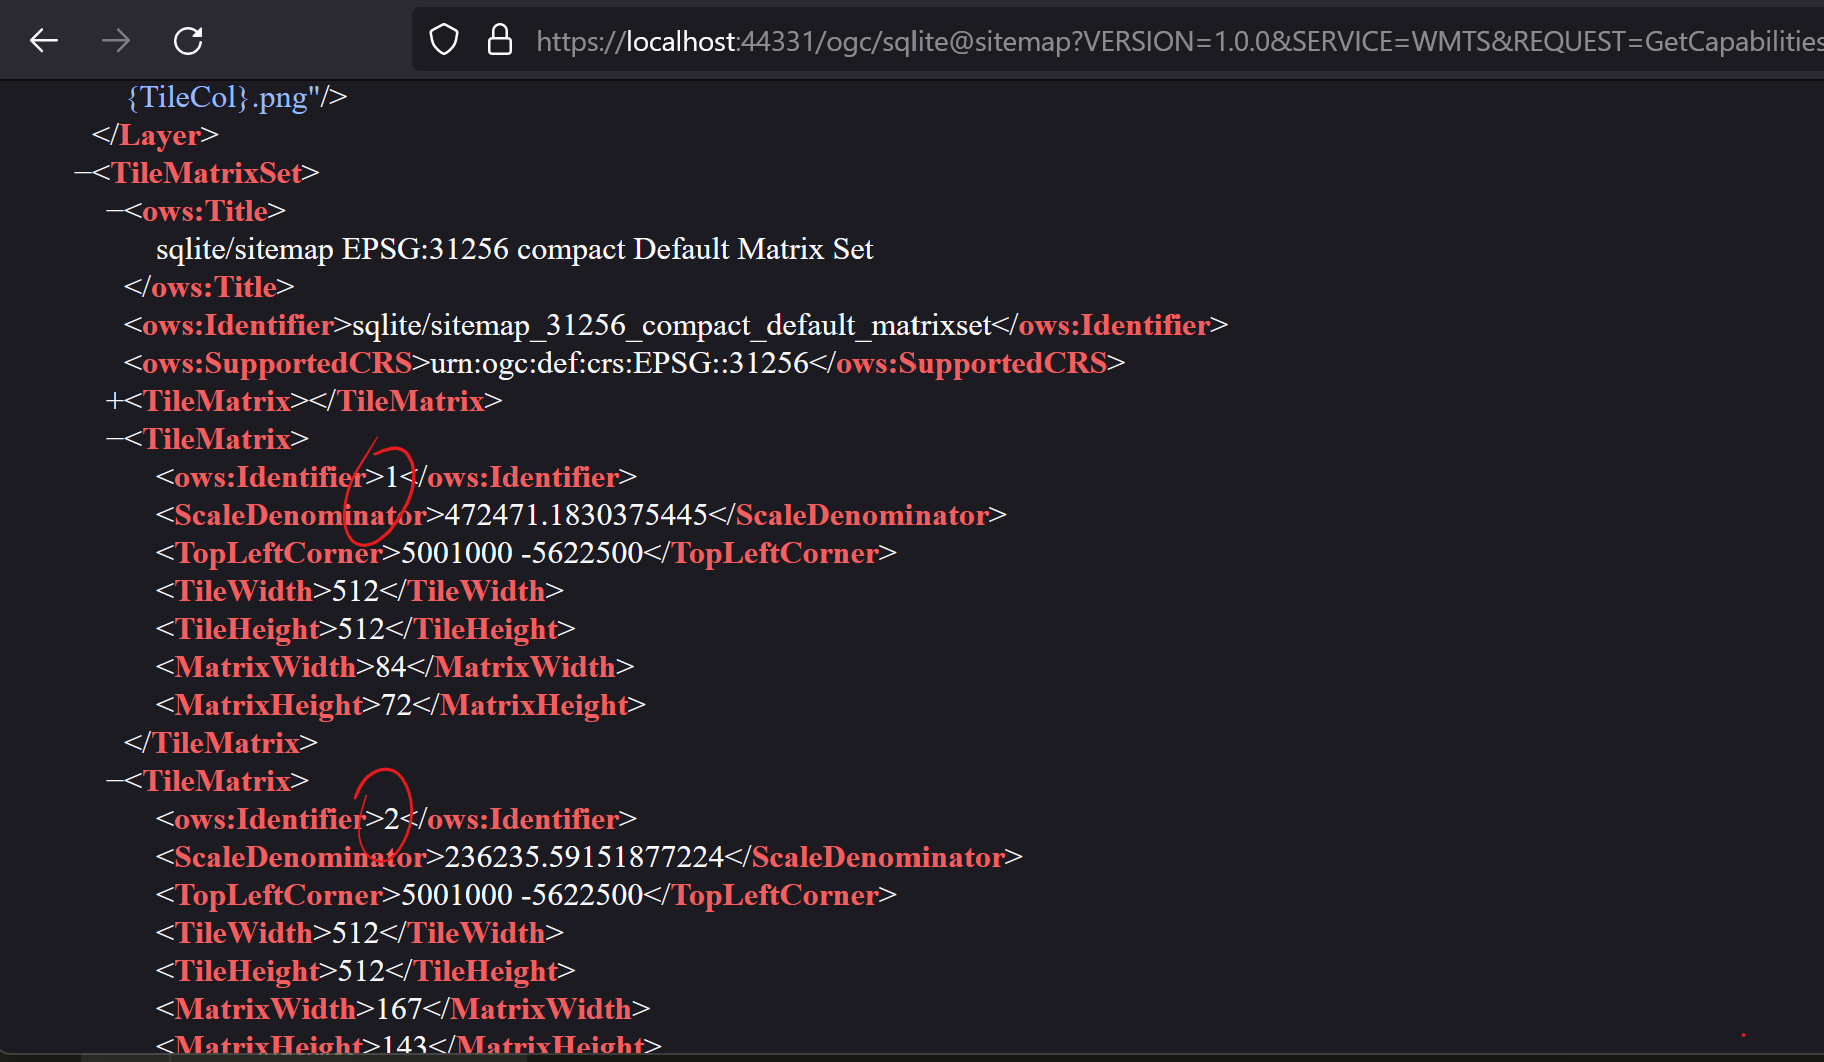 https://localhost:44331/ogc/sqlite@sitemap?VERSION=1.0.0&SERVICE=WMTS&REQUEST=GetCapabilities
{TileCol}.png"/>
</Layer>
−<TileMatrixSet>
−<ows:Title>
sqlite/sitemap EPSG:31256 compact Default Matrix Set
</ows:Title>
<ows:Identifier>sqlite/sitemap_31256_compact_default_matrixset</ows:Identifier>
<ows:SupportedCRS>urn:ogc:def:crs:EPSG::31256</ows:SupportedCRS>
+<TileMatrix></TileMatrix>
−<TileMatrix>
<ows:Identifier>1</ows:Identifier>
<ScaleDenominator>472471.1830375445</ScaleDenominator>
<TopLeftCorner>5001000 -5622500</TopLeftCorner>
<TileWidth>512</TileWidth>
<TileHeight>512</TileHeight>
<MatrixWidth>84</MatrixWidth>
<MatrixHeight>72</MatrixHeight>
</TileMatrix>
−<TileMatrix>
<ows:Identifier>2</ows:Identifier>
<ScaleDenominator>236235.59151877224</ScaleDenominator>
<TopLeftCorner>5001000 -5622500</TopLeftCorner>
<TileWidth>512</TileWidth>
<TileHeight>512</TileHeight>
<MatrixWidth>167</MatrixWidth>
<MatrixHeight>143</MatrixHeight>